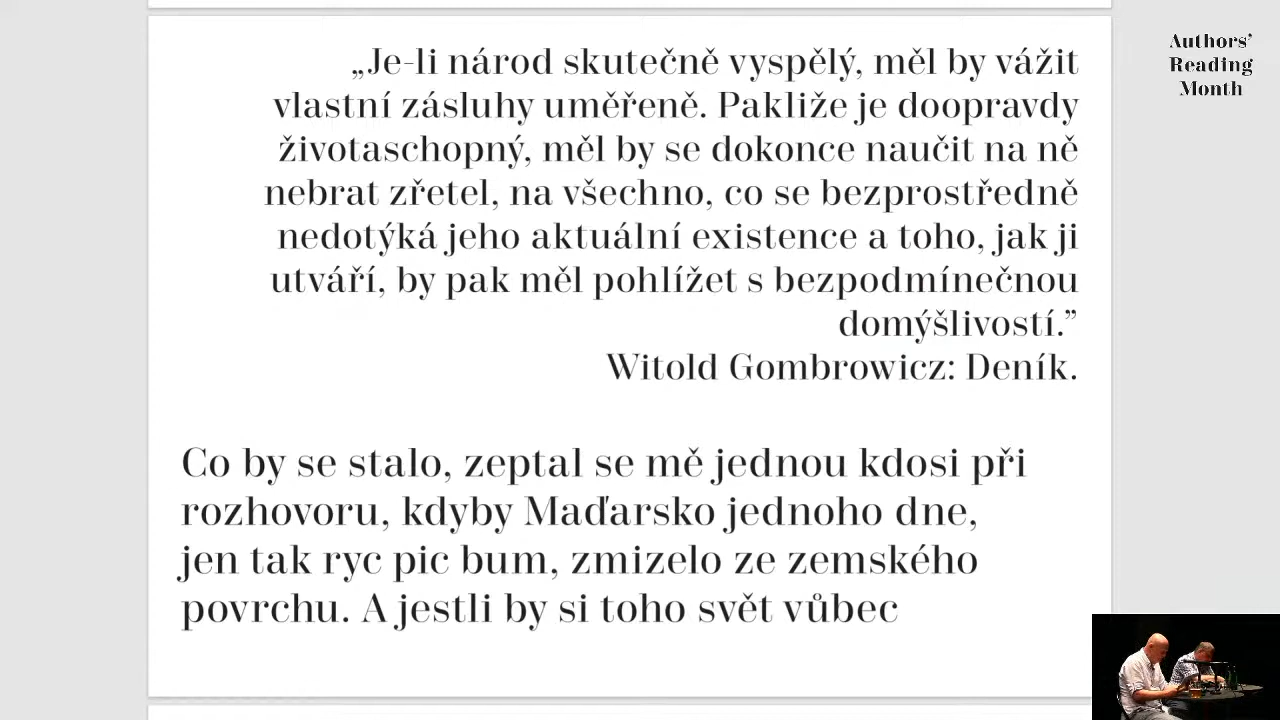 „Je-li národ skutečně vyspělý, měl by vážit
vlastní zásluhy uměřeně. Pakliže je doopravdy
životaschopný, měl by se dokonce naučit na ně
nebrat zřetel, na všechno, co se bezprostředně
nedotýká jeho aktuální existence a toho, jak ji
utváří, by pak měl pohlížet s bezpodmínečnou
domýšlivostí.”
Witold Gombrowicz: Deník.
Co by se stalo, zeptal se mě jednou kdosi při
rozhovoru, kdyby Maďarsko jednoho dne,
jen tak ryc pic bum, zmizelo ze zemského
povrchu. A jestli by si toho svět vůbec
Authors’
Reading
Month